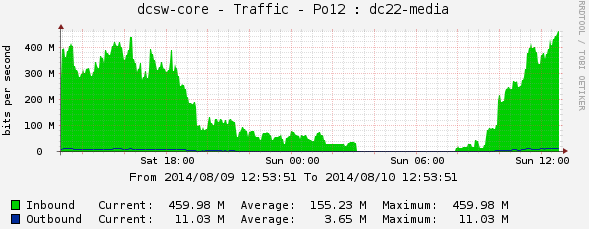 dcsw-core - Traffic - Po12 : dc22-media
RRDTOOL / TOBI OETIKER
bits per second
400 M
300 M
200 M
100 M
0
Sat 18:00 Sun 00:00 Sun 06:00 Sun 12:00
From 2014/08/09 12:53:51 To 2014/08/10 12:53:51
Inbound Current: 459.98 M Average: 155.23 M Maximum: 459.98 M
Outbound Current: 11.03 M Average: 3.65 M Maximum: 11.03 M